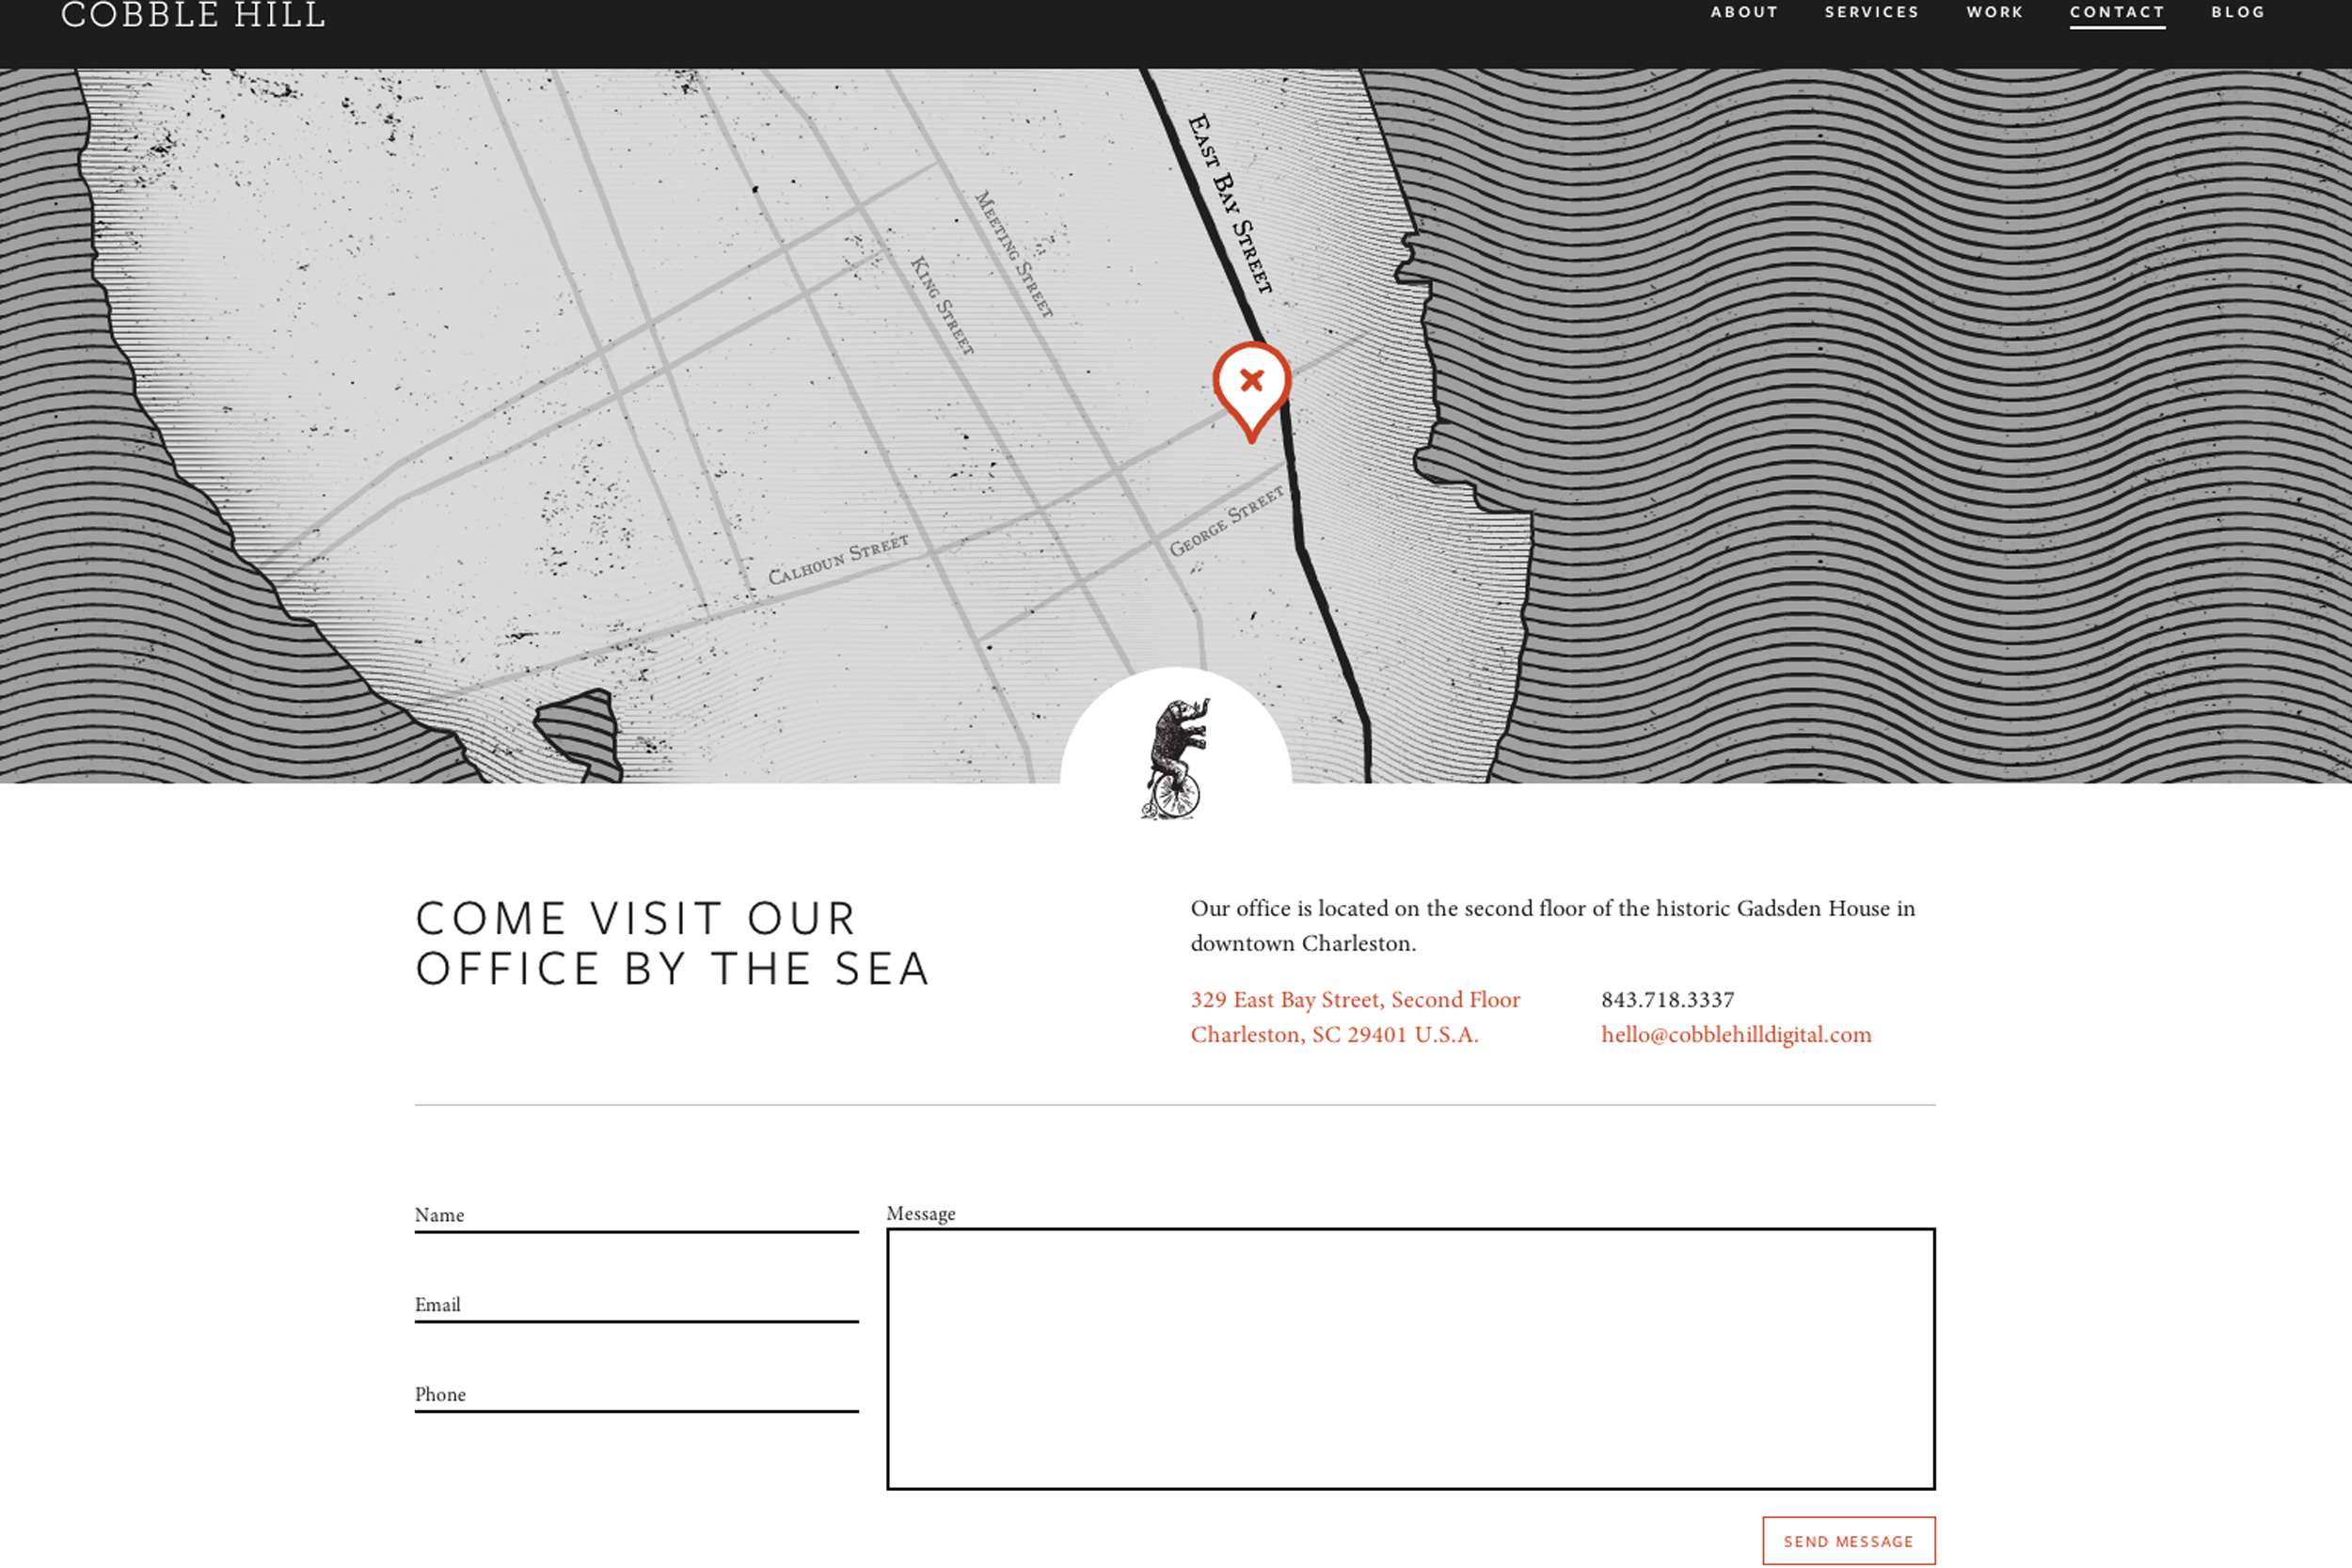 COBBLE HILL
ABOUT SERVICES WORK CONTACT BLOG
EAST BAY STREET
MEETING STREET
KING STREET
GEORGE STREET
CALHOUN STREET
COME VISIT OUR
OFFICE BY THE SEA
Our office is located on the second floor of the historic Gadsden House in
downtown Charleston.
329 East Bay Street, Second Floor
Charleston, SC 29401 U.S.A.
843.718.3337
hello@cobblehilldigital.com
Name
Email
Phone
Message
SEND MESSAGE